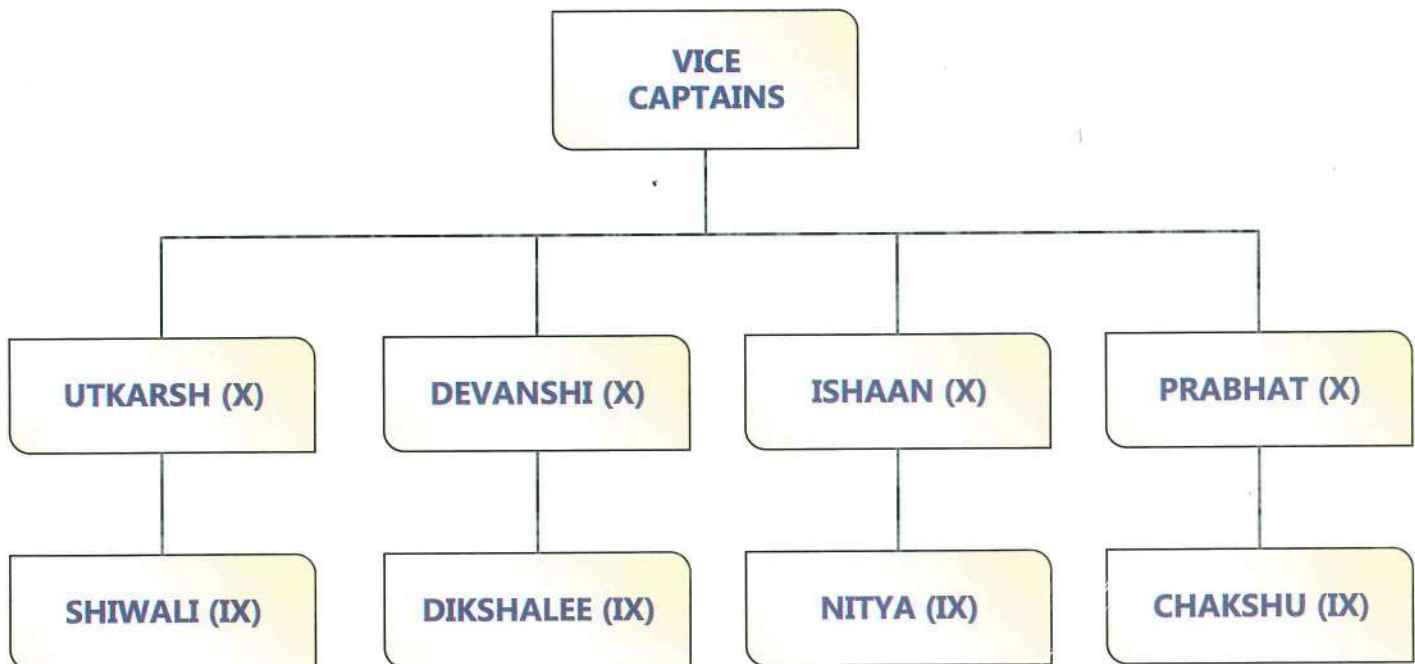 VICE
CAPTAINS
UTKARSH (X)
DEVANSHI (X)
ISHAAN (X)
PRABHAT (X)
SHIWALI (IX)
DIKSHALEE (IX)
NITYA (IX)
CHAKSHU (IX)